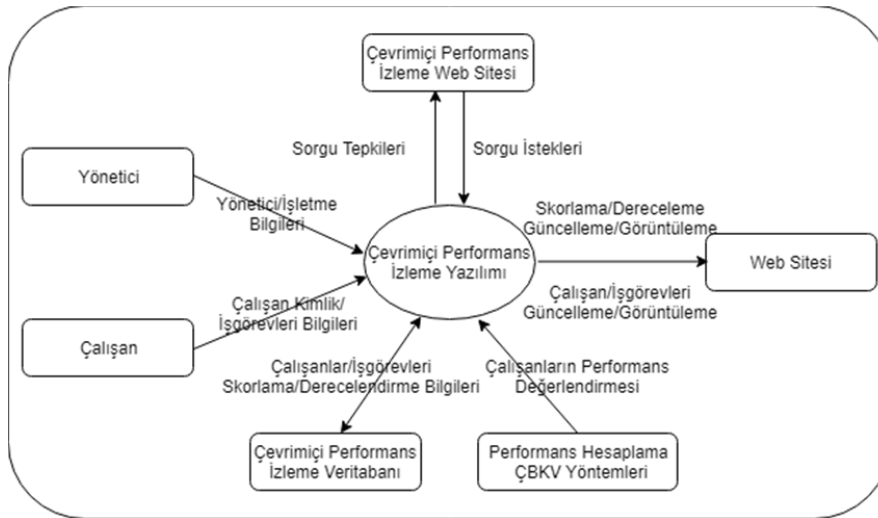 Çevrimiçi Performans
İzleme Web Sitesi
Sorgu Tepkileri
Sorgu İstekleri
Yönetici
Yönetici/İşletme
Bilgileri
Skorlama/Dereceleme
Güncelleme/Görüntüleme
Çevrimiçi Performans
İzleme Yazılımı
Web Sitesi
Çalışan Kimlik/
İşgörevleri Bilgileri
Çalışan/İşgörevleri
Güncelleme/Görüntüleme
Çalışan
Çalışanlar/İşgörevleri
Skorlama/Derecelendirme Bilgileri
Çalışanların Performans
Değerlendirmesi
Çevrimiçi Performans
İzleme Veritabanı
Performans Hesaplama
ÇBKV Yöntemleri